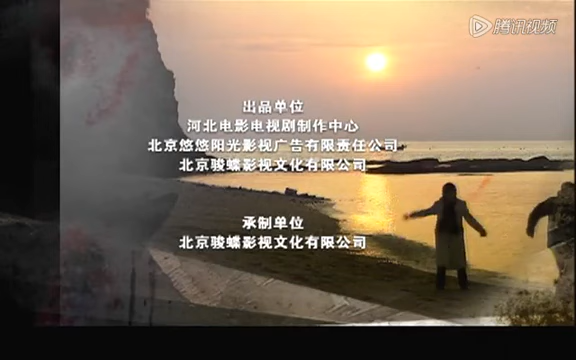 腾讯视频
出品单位
河北电影电视剧制作中心
北京悠悠阳光影视广告有限责任公司
北京骏蝶影视文化有限公司
承制单位
北京骏蝶影视文化有限公司